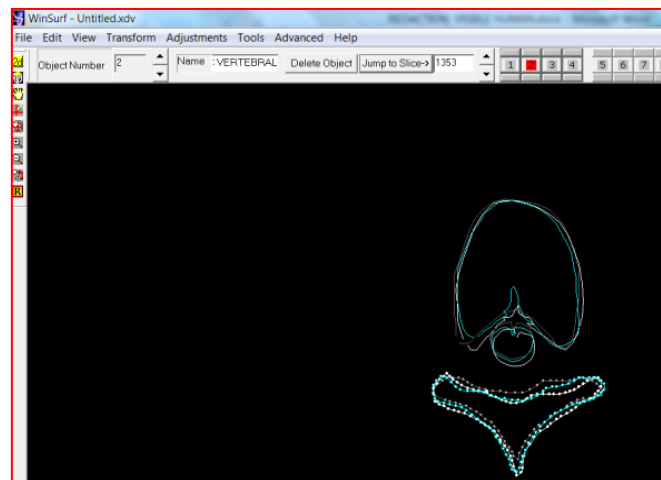 WinSurf - Untitled.xdv
File Edit View Transform Adjustments Tools Advanced Help
Object Number 2 Name :VERTEBRAL Delete Object Jump to Slice-> 1353 1 2 3 4 5 6 7
R